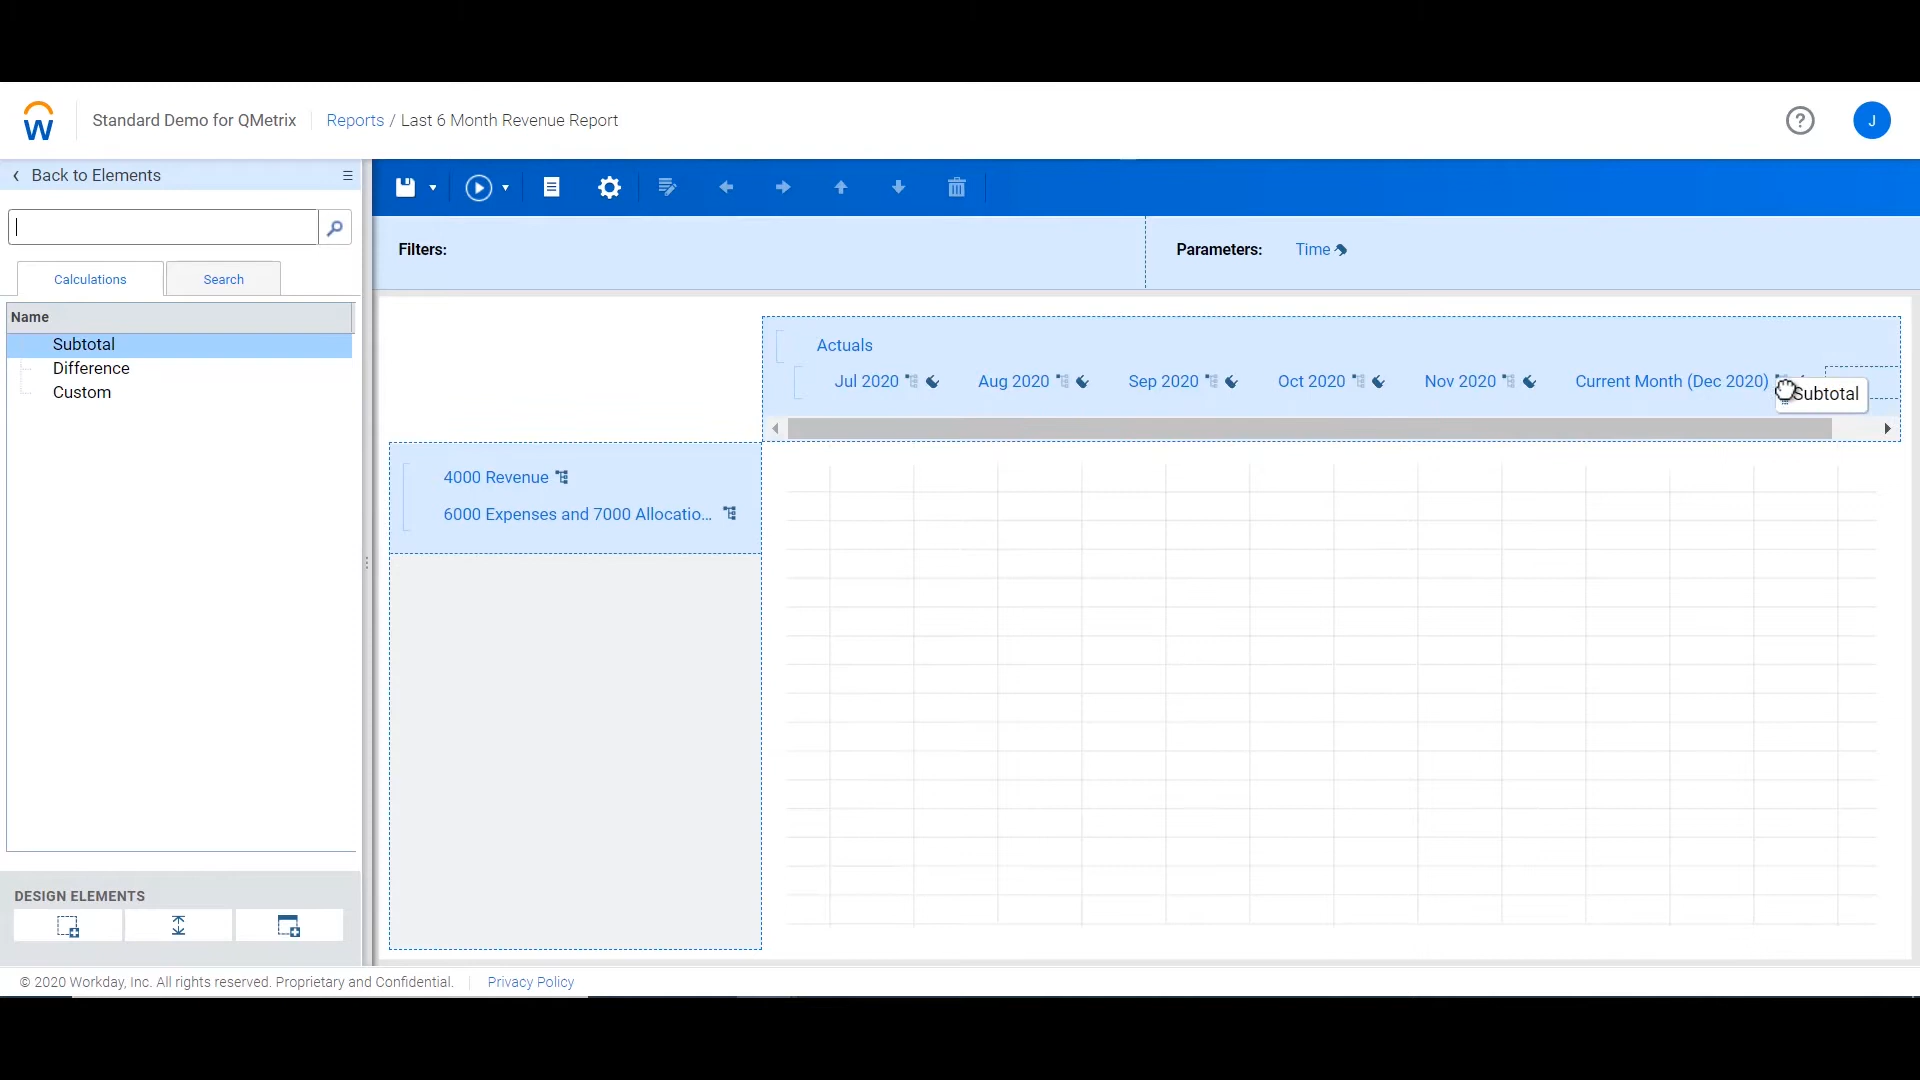 W
Standard Demo for QMetrix
Reports / Last 6 Month Revenue Report
?
J
Back to Elements
Calculations
Search
Name
Subtotal
Difference
Custom
DESIGN ELEMENTS
Filters:
Parameters: Time
Actuals
Jul 2020 Aug 2020 Sep 2020 Oct 2020 Nov 2020 Current Month (Dec 2020)
Subtotal
4000 Revenue
6000 Expenses and 7000 Allocatio...
© 2020 Workday, Inc. All rights reserved. Proprietary and Confidential.
Privacy Policy